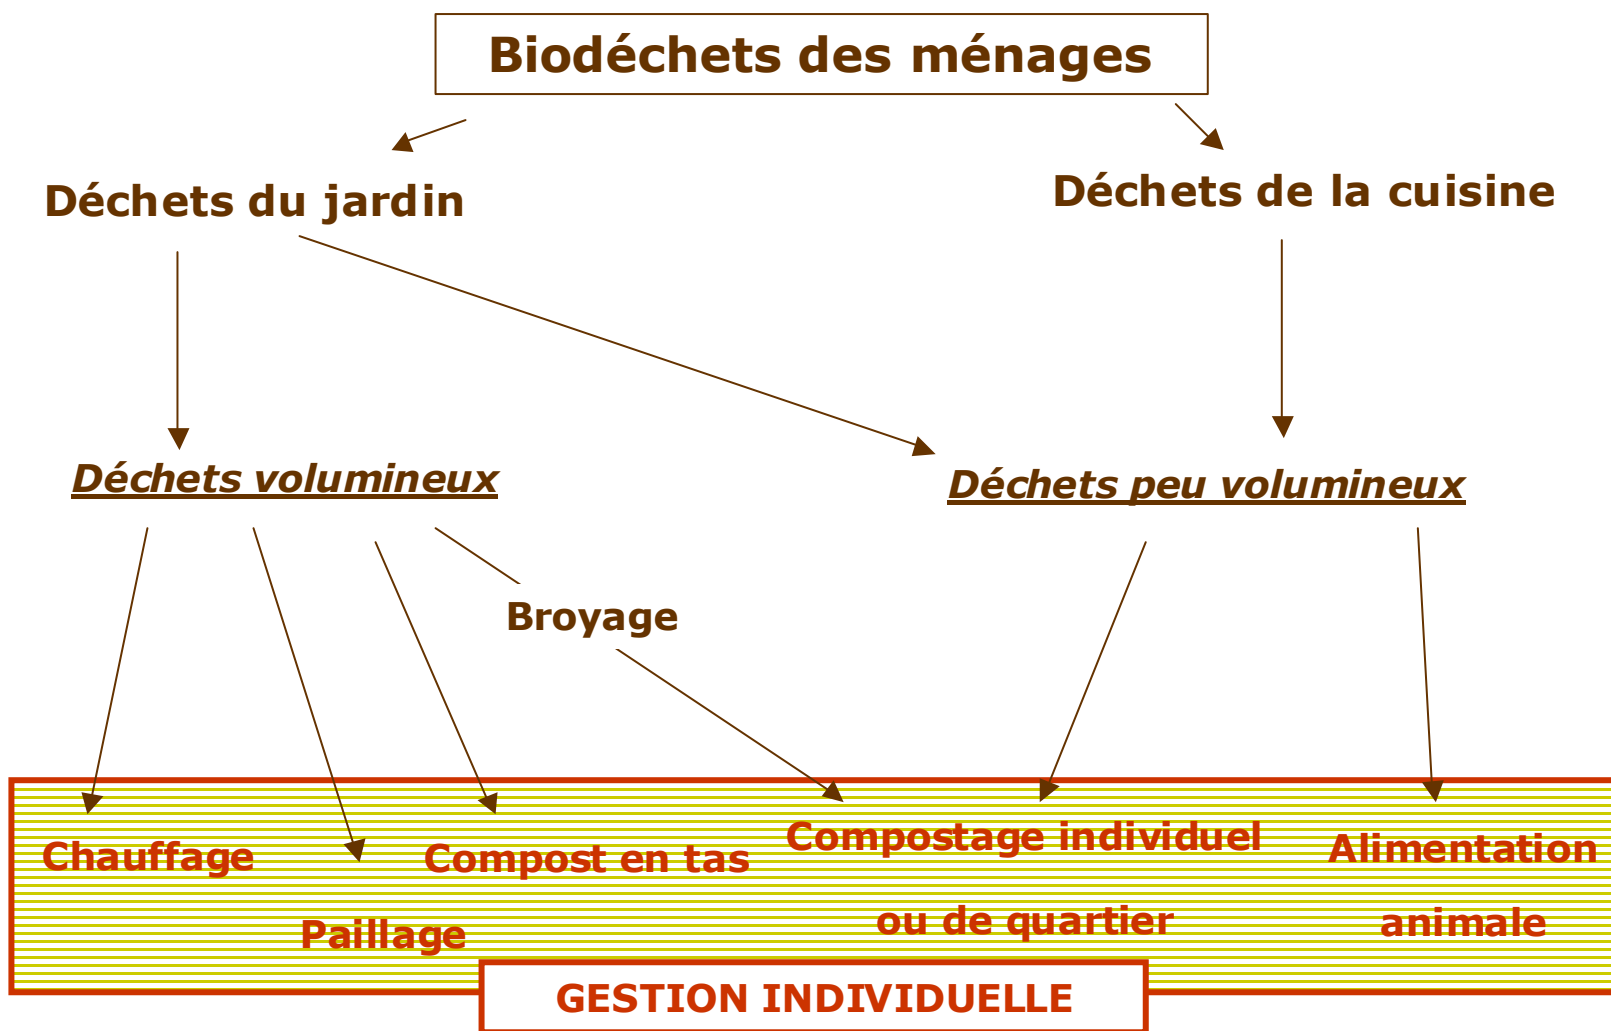 Biodéchets des ménages
Déchets du jardin
Déchets de la cuisine
Déchets volumineux
Déchets peu volumineux
Broyage
Chauffage
Paillage
Compost en tas
Compostage individuel
ou de quartier
Alimentation
animale
GESTION INDIVIDUELLE